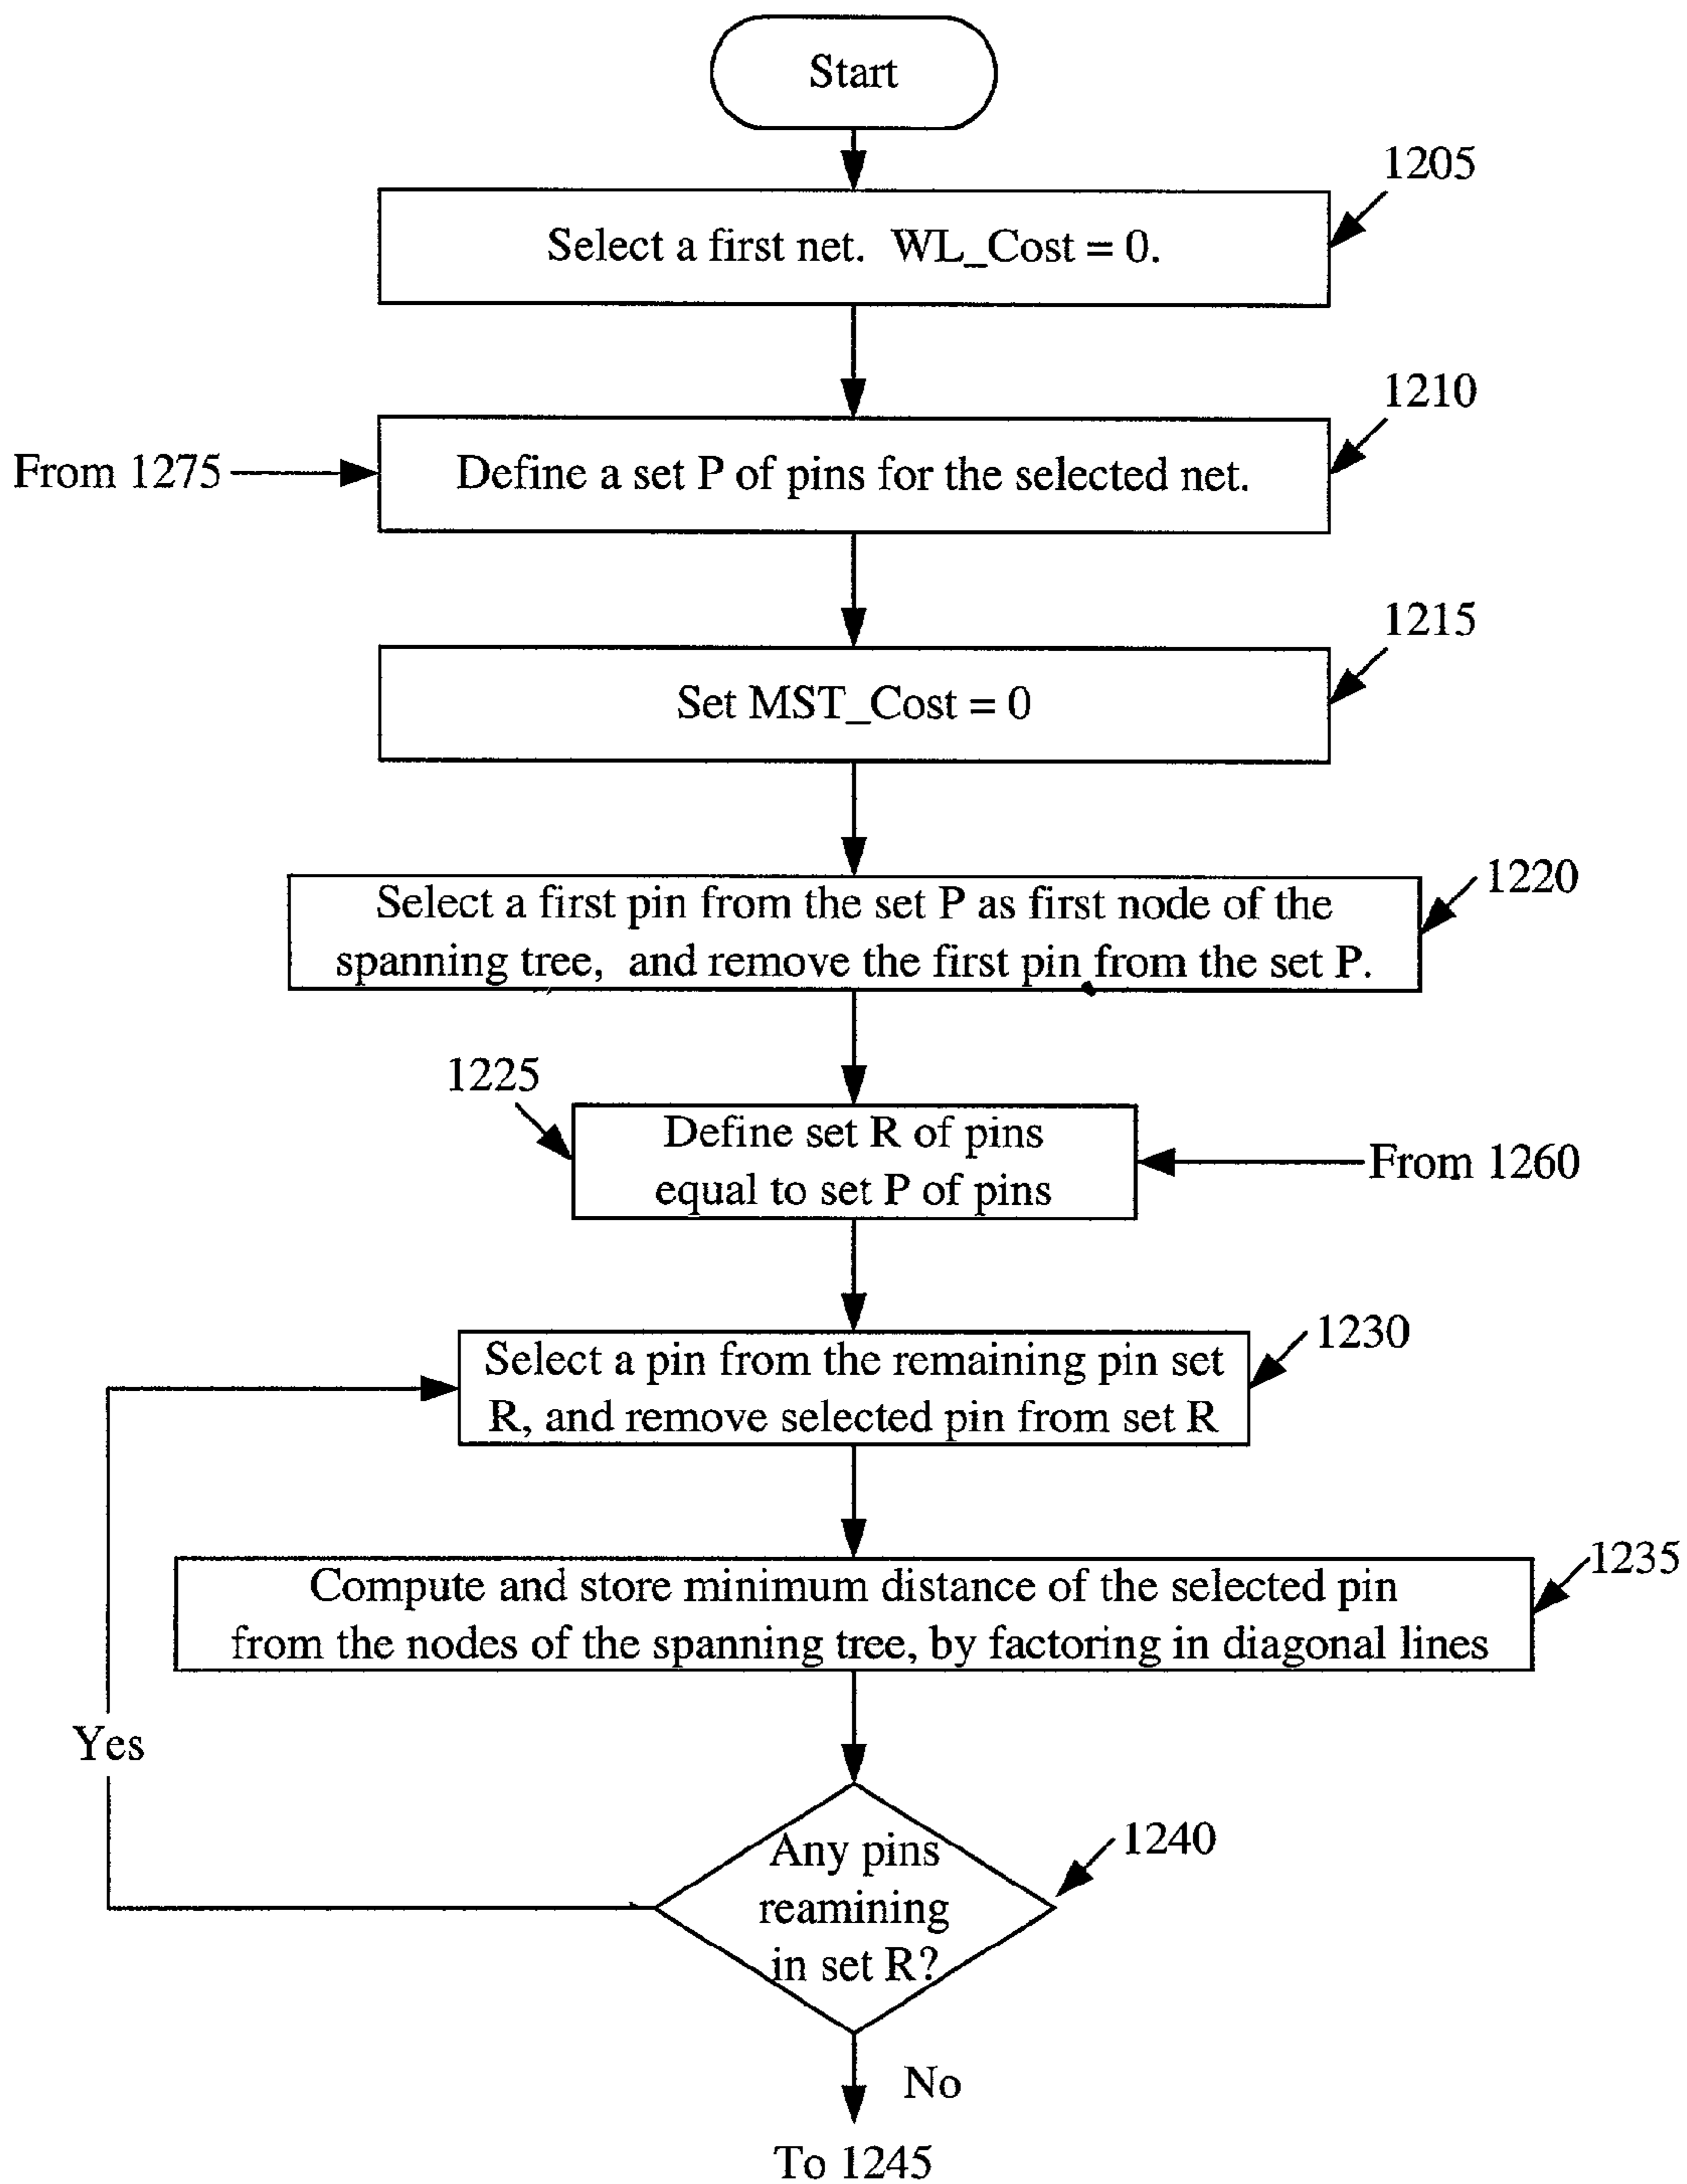 Start
1205
Select a first net. WL_Cost = 0.
1210
From 1275
Define a set P of pins for the selected net.
1215
Set MST_Cost = 0
1220
Select a first pin from the set P as first node of the
spanning tree, and remove the first pin from the set P.
1225
Define set R of pins
equal to set P of pins
From 1260
1230
Select a pin from the remaining pin set
R, and remove selected pin from set R
1235
Compute and store minimum distance of the selected pin
from the nodes of the spanning tree, by factoring in diagonal lines
Yes
1240
Any pins
reamining
in set R?
No
To 1245